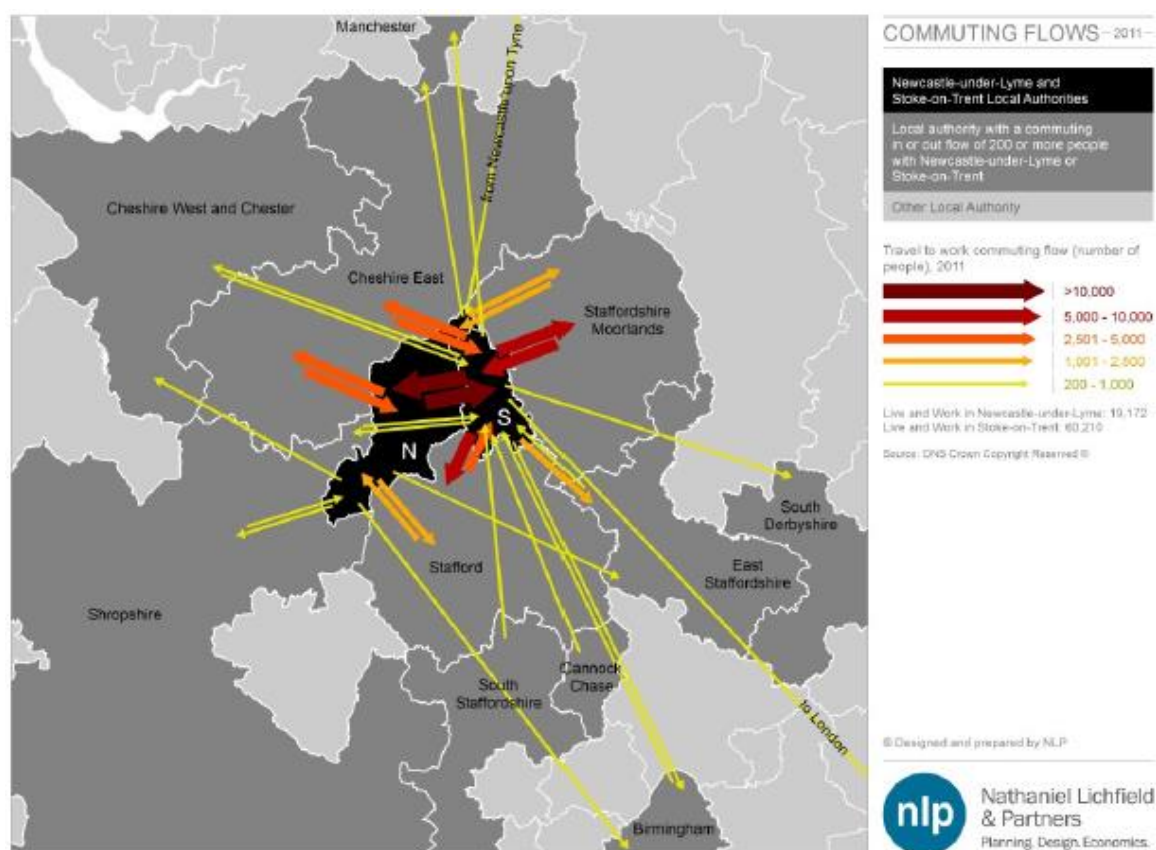 Manchester
from Newcastle upon Tyne
Cheshire West and Chester
Cheshire East
Staffordshire
Moorlands
S
N
South
Derbyshire
East
Staffordshire
Stafford
Shropshire
Cannock
Chase
South
Staffordshire
to London
Birmingham
COMMUTING FLOWS – 2011 –
Newcastle-under-Lyme and
Stoke-on-Trent Local Authorities
Local authority with a commuting
in or out flow of 200 or more people
with Newcastle-under-Lyme or
Stoke-on-Trent
Other Local Authority
Travel to work commuting flow (number of
people), 2011
>10,000
5,000 - 10,000
2,501 - 5,000
1,001 - 2,500
200 - 1,000
Live and Work in Newcastle-under-Lyme: 19,172
Live and Work in Stoke-on-Trent: 60,210
Source: ONS Crown Copyright Reserved ©
© Designed and prepared by NLP
nlp
Nathaniel Lichfield
& Partners
Planning. Design. Economics.